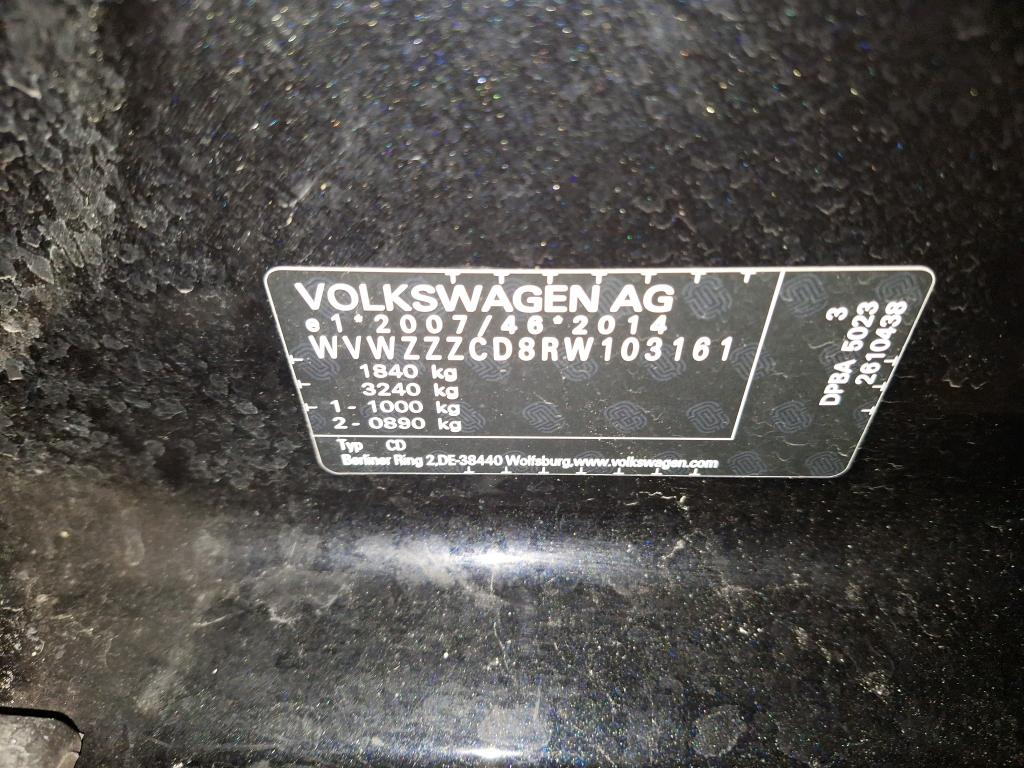 VOLKSWAGEN AG
e1*2007/46*2014
WVWZZZCD8RW103161
1840 kg
3240 kg
1- 1000 kg
2- 0890 kg
Typ CD
Berliner Ring 2,DE-38440 Wolfsburg,www.volkswagen.com
3
DPBA 5023
2610438